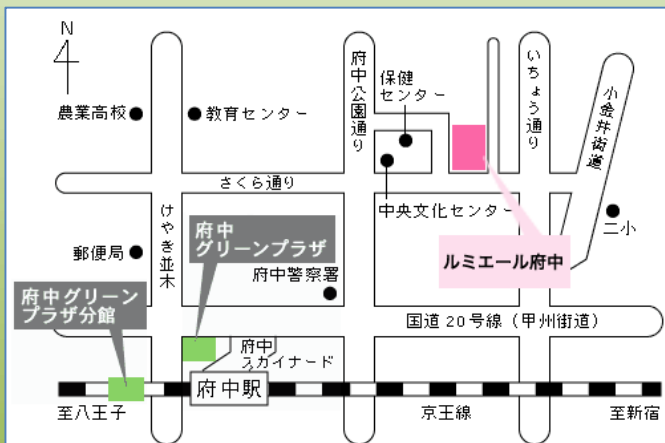 N
農業高校
教育センター
府中公園通り
保健
センター
いちょう通り
小金井街道
さくら通り
けやき並木
中央文化センター
二小
郵便局
府中
グリーンプラザ
府中警察署
ルミエール府中
府中グリーン
プラザ分館
国道20号線（甲州街道）
府中
スカイナード
府中駅
至八王子
京王線
至新宿